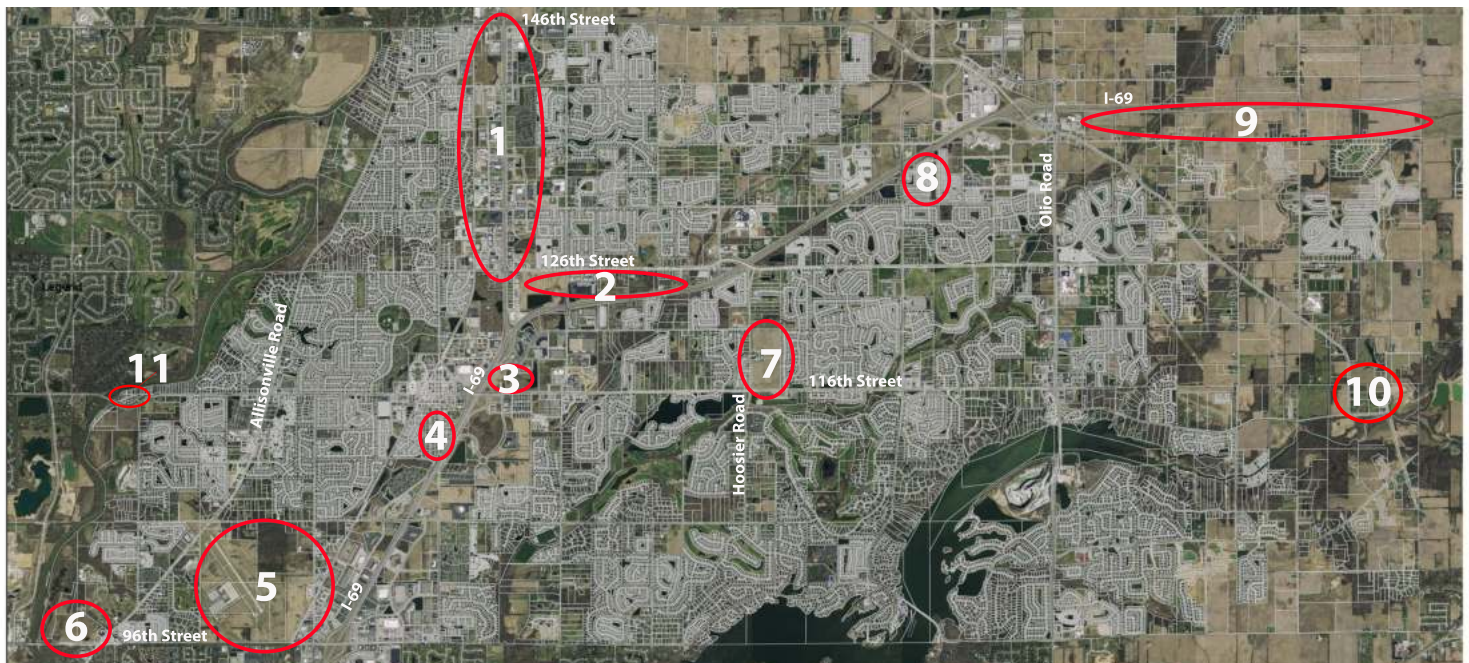 146th Street
I-69
1
9
8
Olio Road
126th Street
2
Allisonville Road
11
7
I-69
3
116th Street
10
4
Hoosier Road
5
I-69
6
96th Street